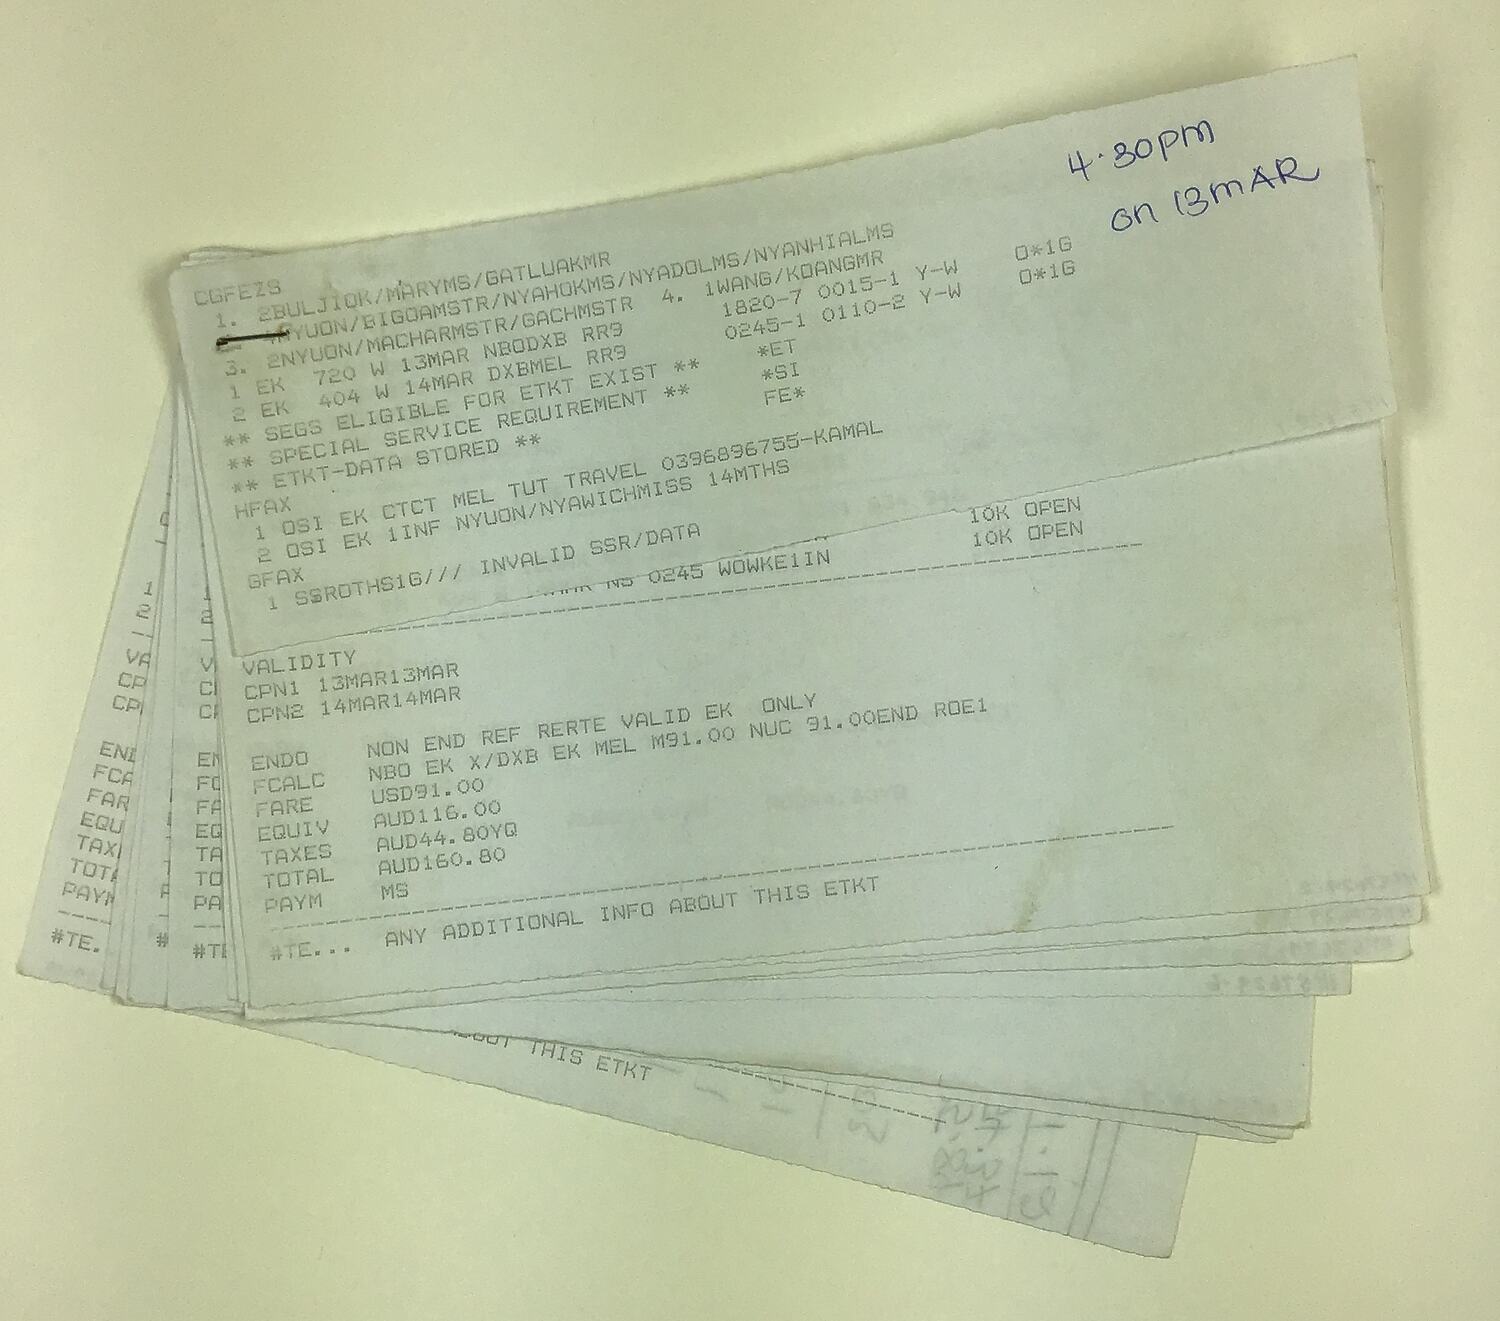 4.30pm
on 13MAR
CGFEZS
1. 2BULJIOK/MARYMS/GATLUAKMR
4NYUON/BIGOAMSTR/NYAHOKMS/NYADOLMS/NYANHIALMS
3. 2NYUON/MACHARMSTR/GACHMSTR 4. 1WANG/KOANGMR
1 EK 720 W 13MAR NBODXB RR9 1820-7 0015-1 Y-W O*1G
2 EK 404 W 14MAR DXBMEL RR9 0245-1 0110-2 Y-W O*1G
** SEGS ELIGIBLE FOR ETKT EXIST ** *ET
** SPECIAL SERVICE REQUIREMENT ** *SI
** ETKT-DATA STORED ** FE*
HFAX
1 OSI EK CTCT MEL TUT TRAVEL 0396896755-KAMAL
2 OSI EK 1INF NYUON/NYAWICHMISS 14MTHS
GFAX
1 SSROTHS1G/// INVALID SSR/DATA
10K OPEN
NS 0245 WOWKE1IN 10K OPEN
VALIDITY
CPN1 13MAR13MAR
CPN2 14MAR14MAR
ENDO NON END REF RERTE VALID EK ONLY
FCALC NBO EK X/DXB EK MEL M91.00 NUC 91.00END ROE1
FARE USD91.00
EQUIV AUD116.00
TAXES AUD44.80YQ
TOTAL AUD160.80
PAYM MS
#TE... ANY ADDITIONAL INFO ABOUT THIS ETKT
THIS ETKT